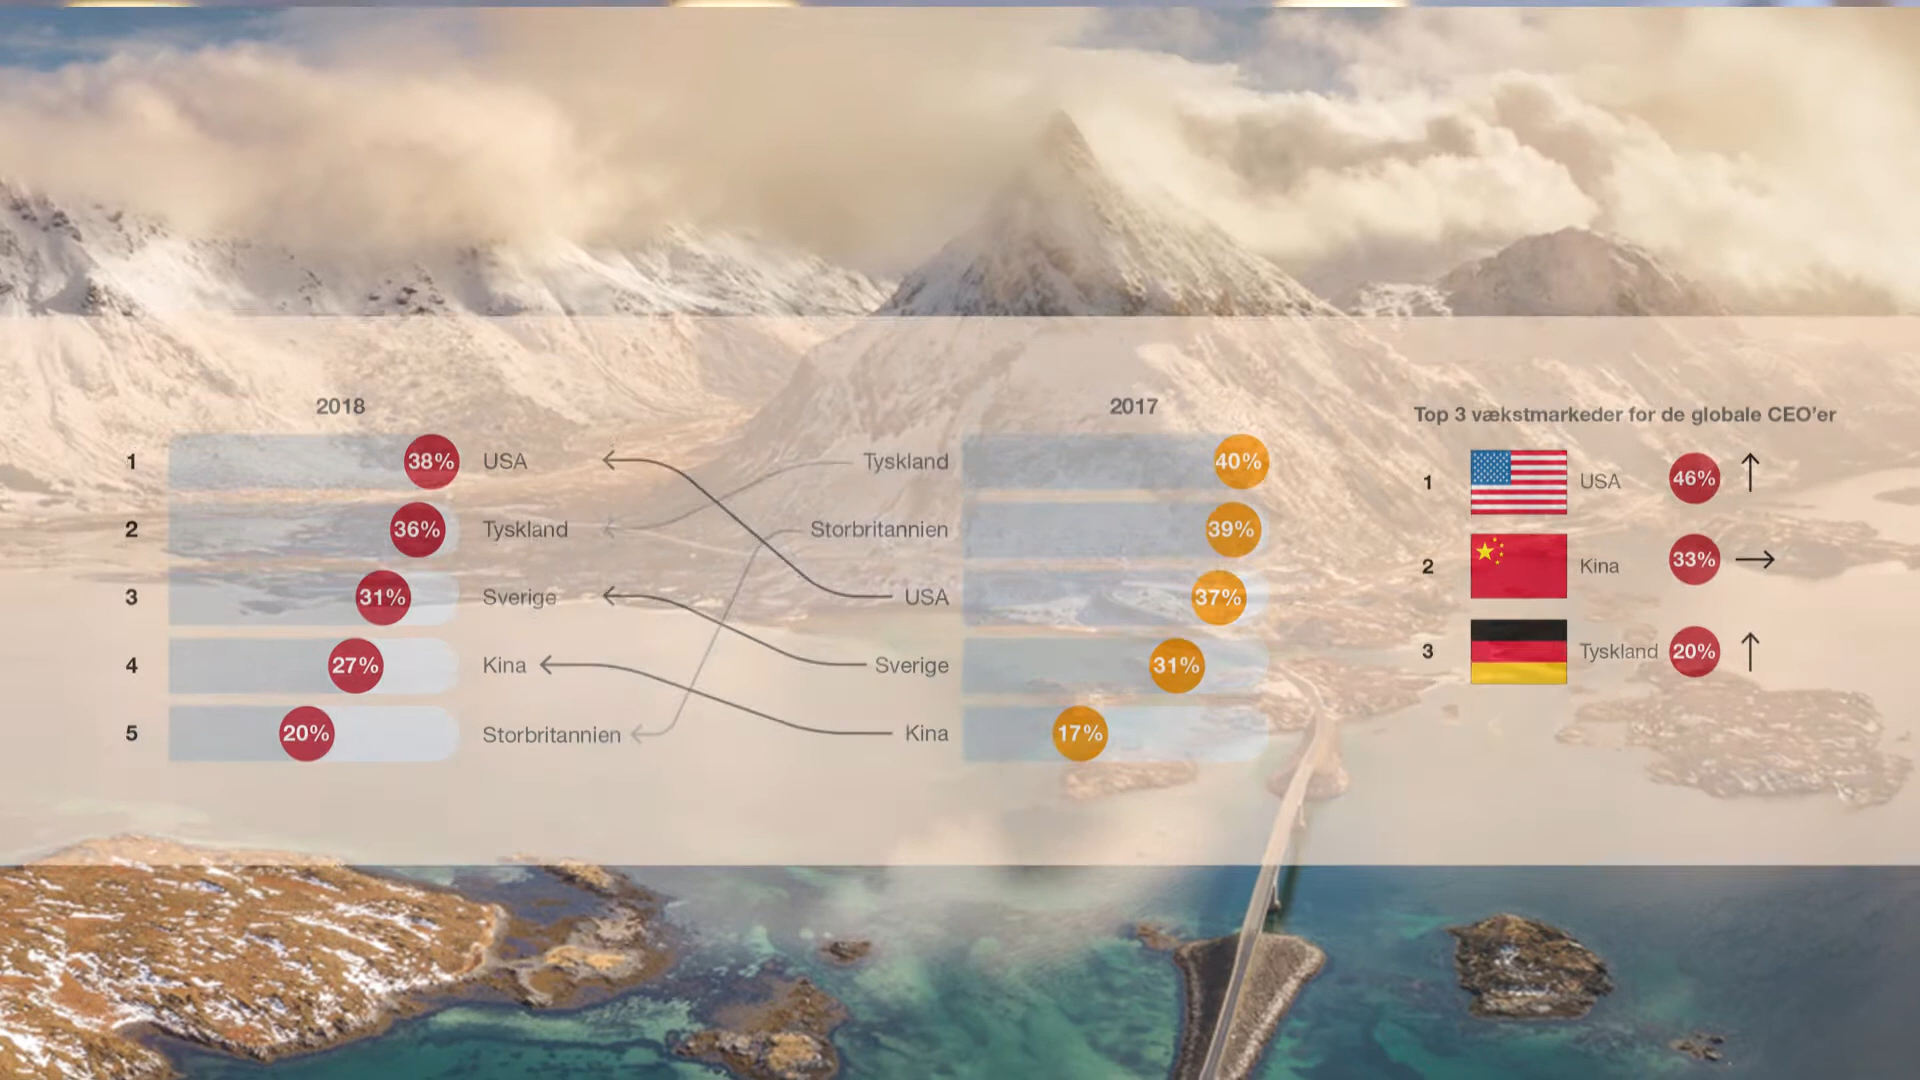 2018
1 38% USA
2 36% Tyskland
3 31% Sverige
4 27% Kina
5 20% Storbritannien
2017
Tyskland 40%
Storbritannien 39%
USA 37%
Sverige 31%
Kina 17%
Top 3 vækstmarkeder for de globale CEO'er
1 USA 46%
2 Kina 33%
3 Tyskland 20%